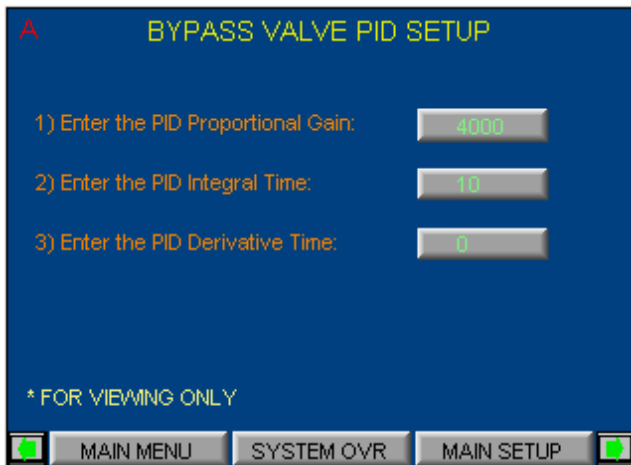 A
BYPASS VALVE PID SETUP
1) Enter the PID Proportional Gain: 4000
2) Enter the PID Integral Time: 10
3) Enter the PID Derivative Time: 0
* FOR VIEWING ONLY
MAIN MENU SYSTEM OVR MAIN SETUP